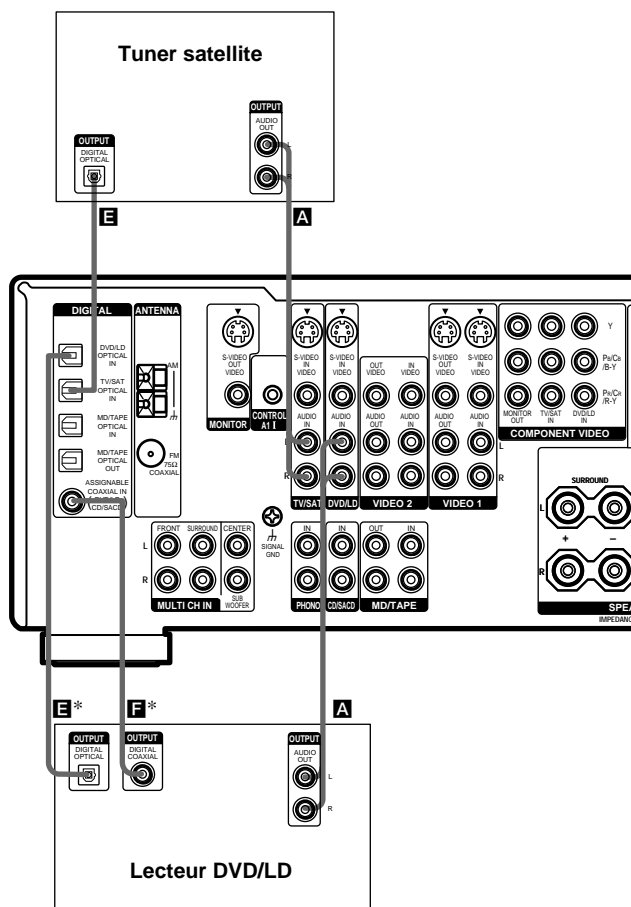 Tuner satellite
OUTPUT
AUDIO
OUT
L
R
OUTPUT
DIGITAL
OPTICAL
E
A
DIGITAL
ANTENNA
DVD/LD
OPTICAL
IN
TV/SAT
OPTICAL
IN
MD/TAPE
OPTICAL
IN
MD/TAPE
OPTICAL
OUT
ASSIGNABLE
COAXIAL IN
CD/SACD
AM
FM
75Ω
COAXIAL
S-VIDEO
OUT
VIDEO
MONITOR
CONTROL
A1 II
S-VIDEO
IN
VIDEO
AUDIO
IN
TV/SAT
S-VIDEO
IN
VIDEO
AUDIO
IN
DVD/LD
OUT
VIDEO
IN
VIDEO
AUDIO
OUT
AUDIO
IN
VIDEO 2
S-VIDEO
OUT
VIDEO
S-VIDEO
IN
VIDEO
AUDIO
OUT
AUDIO
IN
VIDEO 1
L
R
R
Y
PB/CB
/B-Y
PR/CR
/R-Y
MONITOR
OUT
TV/SAT
IN
DVD/LD
IN
COMPONENT VIDEO
SURROUND
L
+ −
R
SPEA
IMPEDANC
FRONT SURROUND CENTER
L
R
SUB
WOOFER
MULTI CH IN
SIGNAL
GND
IN
PHONO
IN
CD/SACD
OUT IN
MD/TAPE
E*
F*
A
OUTPUT
DIGITAL
OPTICAL
OUTPUT
DIGITAL
COAXIAL
OUTPUT
AUDIO
OUT
L
R
Lecteur DVD/LD